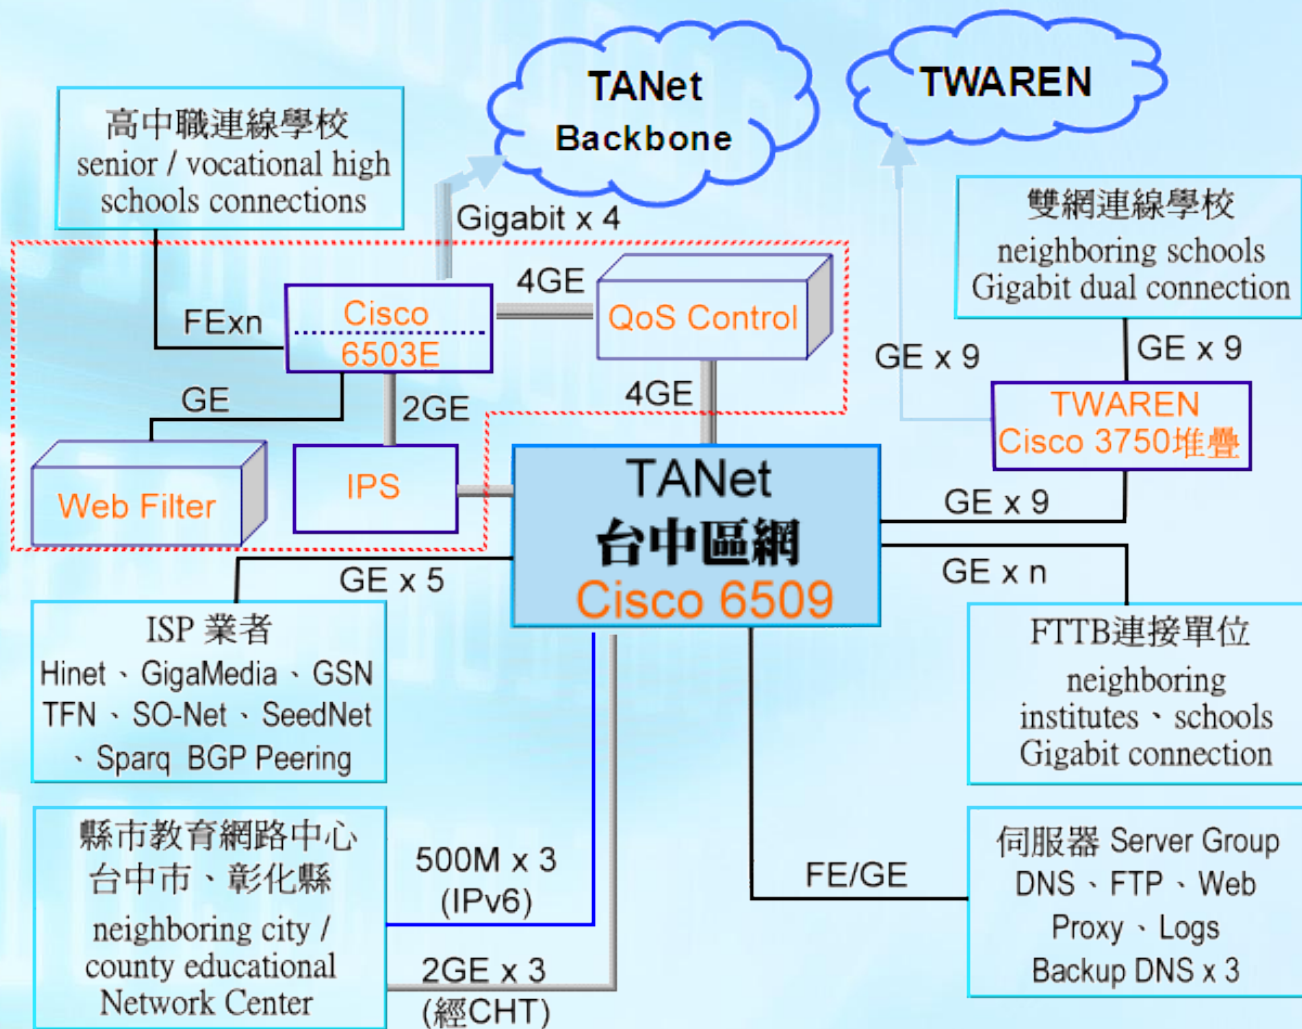 TANet
Backbone
TWAREN
高中職連線學校
senior / vocational high
schools connections
Gigabit x 4
雙網連線學校
neighboring schools
Gigabit dual connection
4GE
QoS Control
Cisco
6503E
FExn
GE x 9
GE x 9
GE
2GE
4GE
TWAREN
Cisco 3750堆疊
Web Filter
IPS
TANet
台中區網
Cisco 6509
GE x 9
GE x n
GE x 5
ISP 業者
Hinet、GigaMedia、GSN
TFN、SO-Net、SeedNet
、Sparq BGP Peering
FTTB連接單位
neighboring
institutes、schools
Gigabit connection
縣市教育網路中心
台中市、彰化縣
neighboring city /
county educational
Network Center
500M x 3
(IPv6)
2GE x 3
(經CHT)
FE/GE
伺服器 Server Group
DNS、FTP、Web
Proxy、Logs
Backup DNS x 3